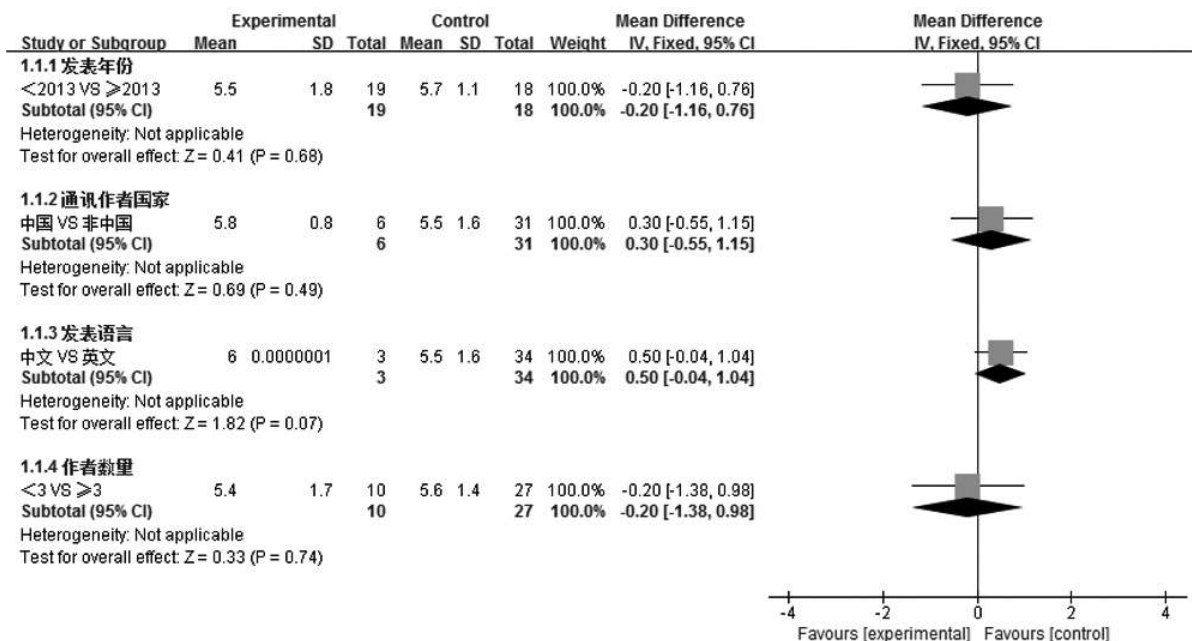 Experimental Control Mean Difference Mean Difference
Study or Subgroup Mean SD Total Mean SD Total Weight IV, Fixed, 95% CI IV, Fixed, 95% CI
1.1.1 发表年份
＜2013 VS ≥2013 5.5 1.8 19 5.7 1.1 18 100.0% -0.20 [-1.16, 0.76]
Subtotal (95% CI) 19 18 100.0% -0.20 [-1.16, 0.76]
Heterogeneity: Not applicable
Test for overall effect: Z = 0.41 (P = 0.68)
1.1.2 通讯作者国家
中国 VS 非中国 5.8 0.8 6 5.5 1.6 31 100.0% 0.30 [-0.55, 1.15]
Subtotal (95% CI) 6 31 100.0% 0.30 [-0.55, 1.15]
Heterogeneity: Not applicable
Test for overall effect: Z = 0.69 (P = 0.49)
1.1.3 发表语言
中文 VS 英文 6 0.0000001 3 5.5 1.6 34 100.0% 0.50 [-0.04, 1.04]
Subtotal (95% CI) 3 34 100.0% 0.50 [-0.04, 1.04]
Heterogeneity: Not applicable
Test for overall effect: Z = 1.82 (P = 0.07)
1.1.4 作者数量
＜3 VS ≥3 5.4 1.7 10 5.6 1.4 27 100.0% -0.20 [-1.38, 0.98]
Subtotal (95% CI) 10 27 100.0% -0.20 [-1.38, 0.98]
Heterogeneity: Not applicable
Test for overall effect: Z = 0.33 (P = 0.74)
-4 -2 0 2 4
Favours [experimental] Favours [control]